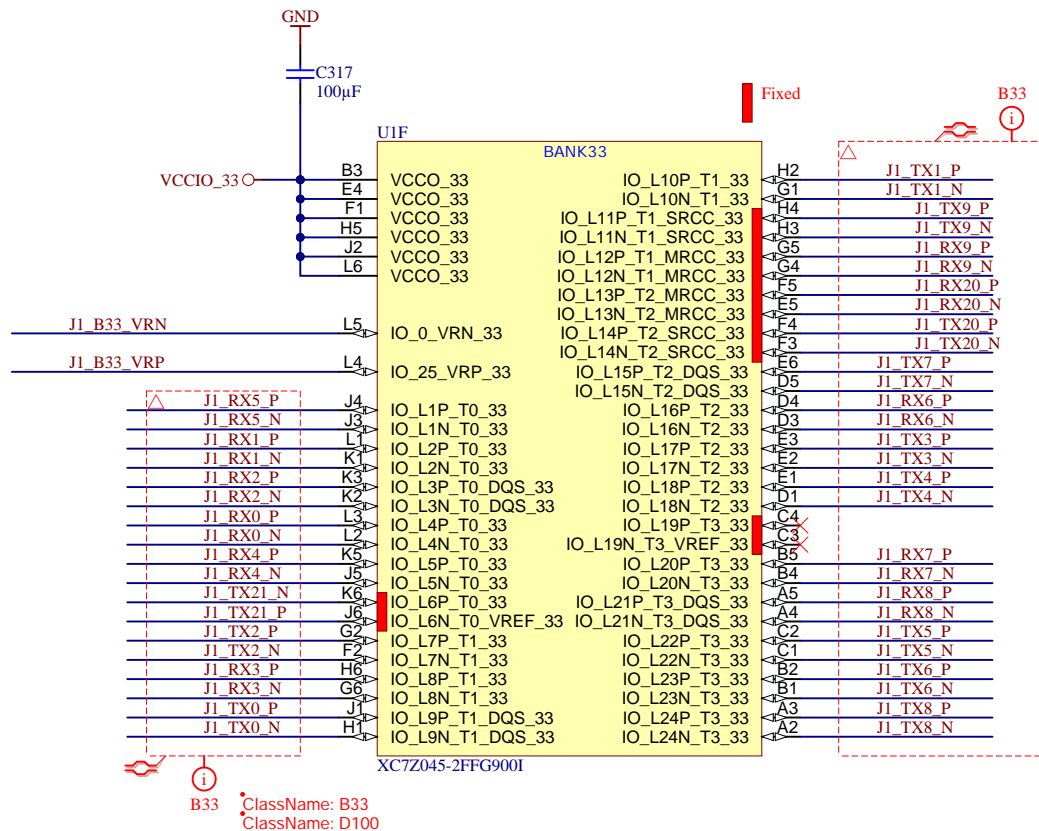 GND
C317
100µF
Fixed
B33
U1F
BANK33
VCCIO_33
B3 VCCO_33
E4 VCCO_33
F1 VCCO_33
H5 VCCO_33
J2 VCCO_33
L6 VCCO_33
J1_B33_VRN L5 IO_0_VRN_33
J1_B33_VRP L4 IO_25_VRP_33
J1_RX5_P J4 IO_L1P_T0_33
J1_RX5_N J3 IO_L1N_T0_33
J1_RX1_P L1 IO_L2P_T0_33
J1_RX1_N K1 IO_L2N_T0_33
J1_RX2_P K3 IO_L3P_T0_DQS_33
J1_RX2_N K2 IO_L3N_T0_DQS_33
J1_RX0_P L3 IO_L4P_T0_33
J1_RX0_N L2 IO_L4N_T0_33
J1_RX4_P K5 IO_L5P_T0_33
J1_RX4_N J5 IO_L5N_T0_33
J1_TX21_N K6 IO_L6P_T0_33
J1_TX21_P J6 IO_L6N_T0_VREF_33
J1_TX2_P G2 IO_L7P_T1_33
J1_TX2_N F2 IO_L7N_T1_33
J1_RX3_P H6 IO_L8P_T1_33
J1_RX3_N G6 IO_L8N_T1_33
J1_TX0_P J1 IO_L9P_T1_DQS_33
J1_TX0_N H1 IO_L9N_T1_DQS_33
IO_L10P_T1_33 H2 J1_TX1_P
IO_L10N_T1_33 G1 J1_TX1_N
IO_L11P_T1_SRCC_33 H4 J1_TX9_P
IO_L11N_T1_SRCC_33 H3 J1_TX9_N
IO_L12P_T1_MRCC_33 G5 J1_RX9_P
IO_L12N_T1_MRCC_33 G4 J1_RX9_N
IO_L13P_T2_MRCC_33 F5 J1_RX20_P
IO_L13N_T2_MRCC_33 E5 J1_RX20_N
IO_L14P_T2_SRCC_33 F4 J1_TX20_P
IO_L14N_T2_SRCC_33 F3 J1_TX20_N
IO_L15P_T2_DQS_33 E6 J1_TX7_P
IO_L15N_T2_DQS_33 D5 J1_TX7_N
IO_L16P_T2_33 D4 J1_RX6_P
IO_L16N_T2_33 D3 J1_RX6_N
IO_L17P_T2_33 E3 J1_TX3_P
IO_L17N_T2_33 E2 J1_TX3_N
IO_L18P_T2_33 E1 J1_TX4_P
IO_L18N_T2_33 D1 J1_TX4_N
IO_L19P_T3_33 C4
IO_L19N_T3_VREF_33 C3
IO_L20P_T3_33 B5 J1_RX7_P
IO_L20N_T3_33 B4 J1_RX7_N
IO_L21P_T3_DQS_33 A5 J1_RX8_P
IO_L21N_T3_DQS_33 A4 J1_RX8_N
IO_L22P_T3_33 C2 J1_TX5_P
IO_L22N_T3_33 C1 J1_TX5_N
IO_L23P_T3_33 B2 J1_TX6_P
IO_L23N_T3_33 B1 J1_TX6_N
IO_L24P_T3_33 A3 J1_TX8_P
IO_L24N_T3_33 A2 J1_TX8_N
XC7Z045-2FFG900I
i
i
B33
ClassName: B33
ClassName: D100